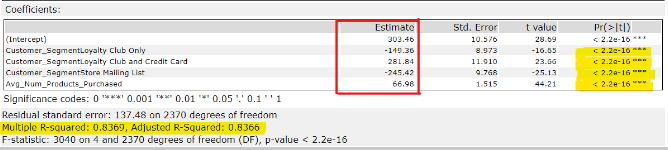 Coefficients:
Estimate Std. Error t value Pr(>|t|)
(Intercept) 303.46 10.576 28.69 < 2.2e-16 ***
Customer_SegmentLoyalty Club Only -149.36 8.973 -16.65 < 2.2e-16 ***
Customer_SegmentLoyalty Club and Credit Card 281.84 11.910 23.66 < 2.2e-16 ***
Customer_SegmentStore Mailing List -245.42 9.768 -25.13 < 2.2e-16 ***
Avg_Num_Products_Purchased 66.98 1.515 44.21 < 2.2e-16 ***
Significance codes: 0 '***' 0.001 '**' 0.01 '*' 0.05 '.' 0.1 ' ' 1
Residual standard error: 137.48 on 2370 degrees of freedom
Multiple R-squared: 0.8369, Adjusted R-Squared: 0.8366
F-statistic: 3040 on 4 and 2370 degrees of freedom (DF), p-value < 2.2e-16